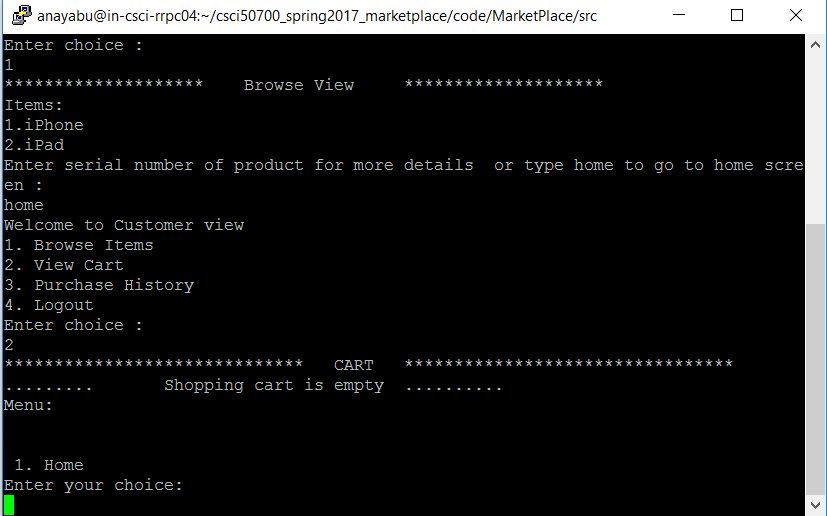 anayabu@in-csci-rrpc04:~/csci50700_spring2017_marketplace/code/MarketPlace/src
Enter choice :
1
********************    Browse View     ********************
Items:
1.iPhone
2.iPad
Enter serial number of product for more details  or type home to go to home scre
en :
home
Welcome to Customer view
1. Browse Items
2. View Cart
3. Purchase History
4. Logout
Enter choice :
2
******************************   CART   *********************************
.........       Shopping cart is empty  ..........
Menu:
 1. Home
Enter your choice: